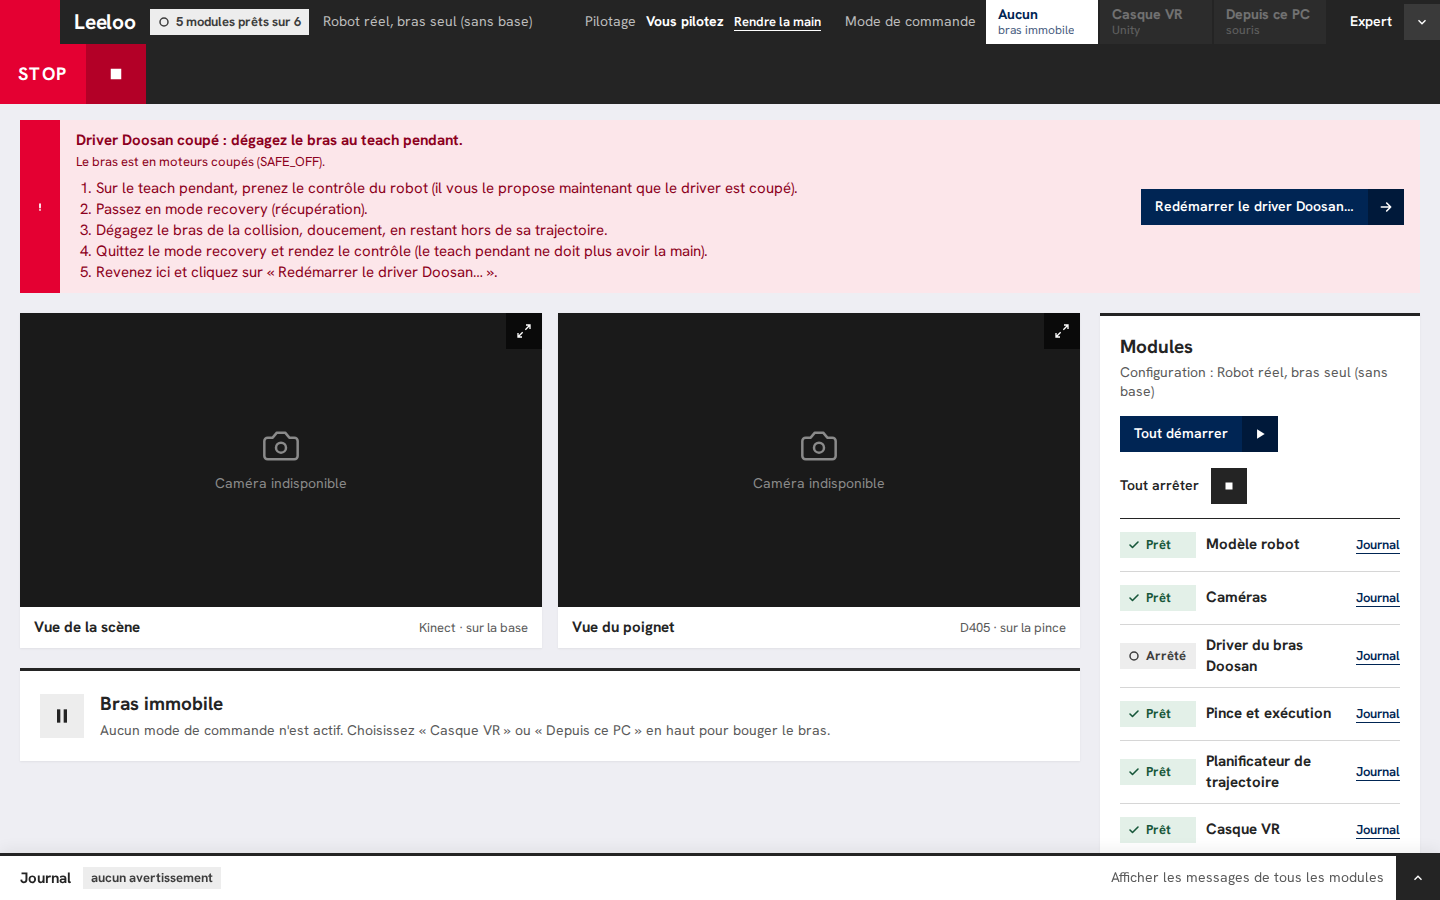 Leeloo
5 modules prêts sur 6
Robot réel, bras seul (sans base)
Pilotage Vous pilotez Rendre la main
Mode de commande
Aucun
bras immobile
Casque VR
Unity
Depuis ce PC
souris
Expert
STOP
Driver Doosan coupé : dégagez le bras au teach pendant.
Le bras est en moteurs coupés (SAFE_OFF).
1. Sur le teach pendant, prenez le contrôle du robot (il vous le propose maintenant que le driver est coupé).
2. Passez en mode recovery (récupération).
3. Dégagez le bras de la collision, doucement, en restant hors de sa trajectoire.
4. Quittez le mode recovery et rendez le contrôle (le teach pendant ne doit plus avoir la main).
5. Revenez ici et cliquez sur « Redémarrer le driver Doosan... ».
Redémarrer le driver Doosan...
Caméra indisponible
Vue de la scène
Kinect · sur la base
Caméra indisponible
Vue du poignet
D405 · sur la pince
Bras immobile
Aucun mode de commande n'est actif. Choisissez « Casque VR » ou « Depuis ce PC » en haut pour bouger le bras.
Modules
Configuration : Robot réel, bras seul (sans
base)
Tout démarrer
Tout arrêter
Prêt Modèle robot Journal
Prêt Caméras Journal
Arrêté Driver du bras
Doosan Journal
Prêt Pince et exécution Journal
Prêt Planificateur de
trajectoire Journal
Prêt Casque VR Journal
Journal aucun avertissement
Afficher les messages de tous les modules